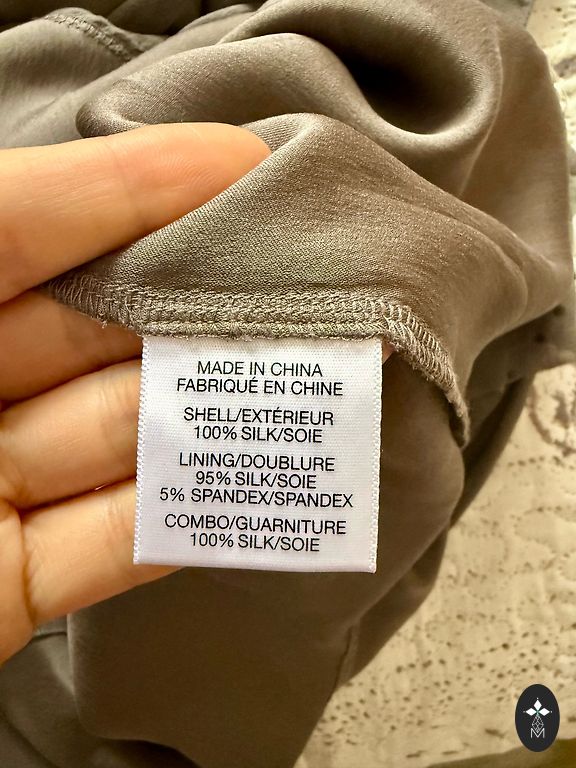 MADE IN CHINA
FABRIQUÉ EN CHINE
SHELL/EXTÉRIEUR
100% SILK/SOIE
LINING/DOUBLURE
95% SILK/SOIE
5% SPANDEX/SPANDEX
COMBO/GUARNITURE
100% SILK/SOIE
M